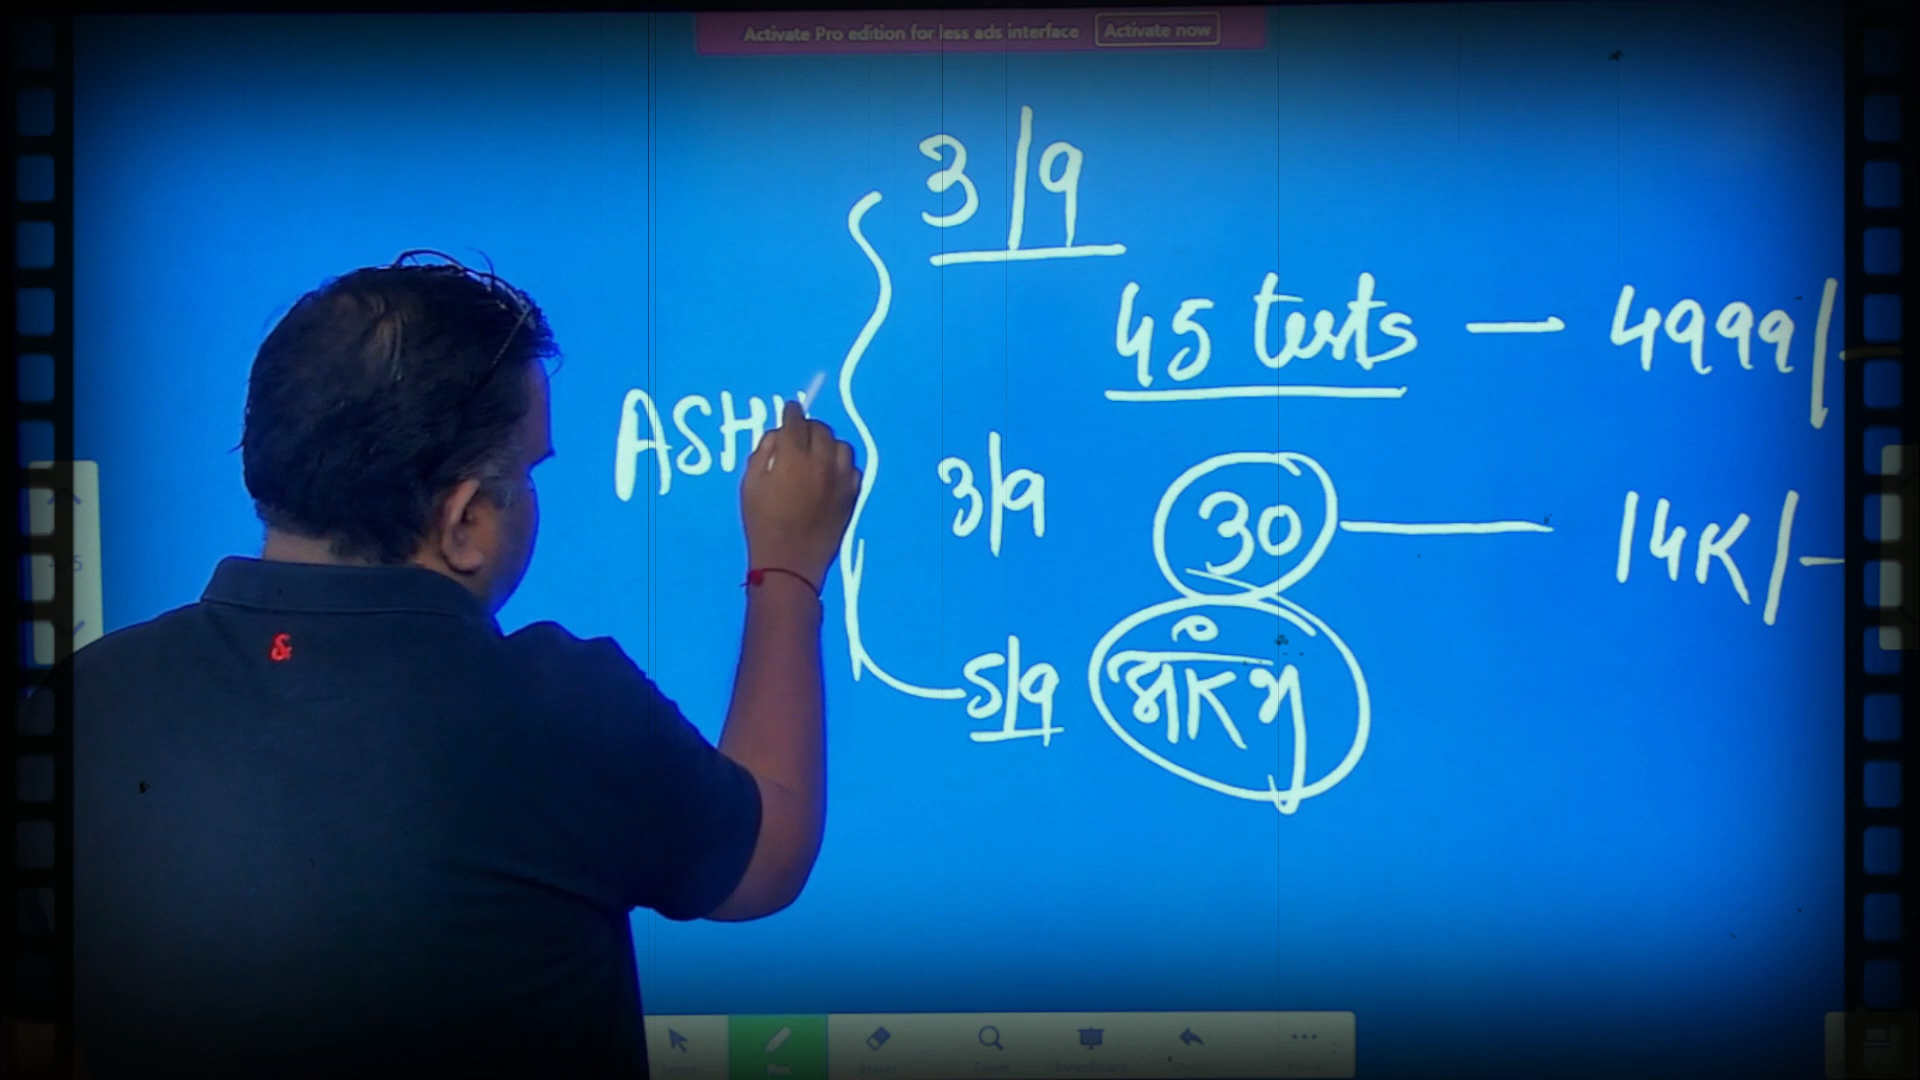 Activate Pro edition for less ads interface Activate now
3/9
45 tests — 4999/-
ASH
3/9 30 — 14K/-
5/9
&